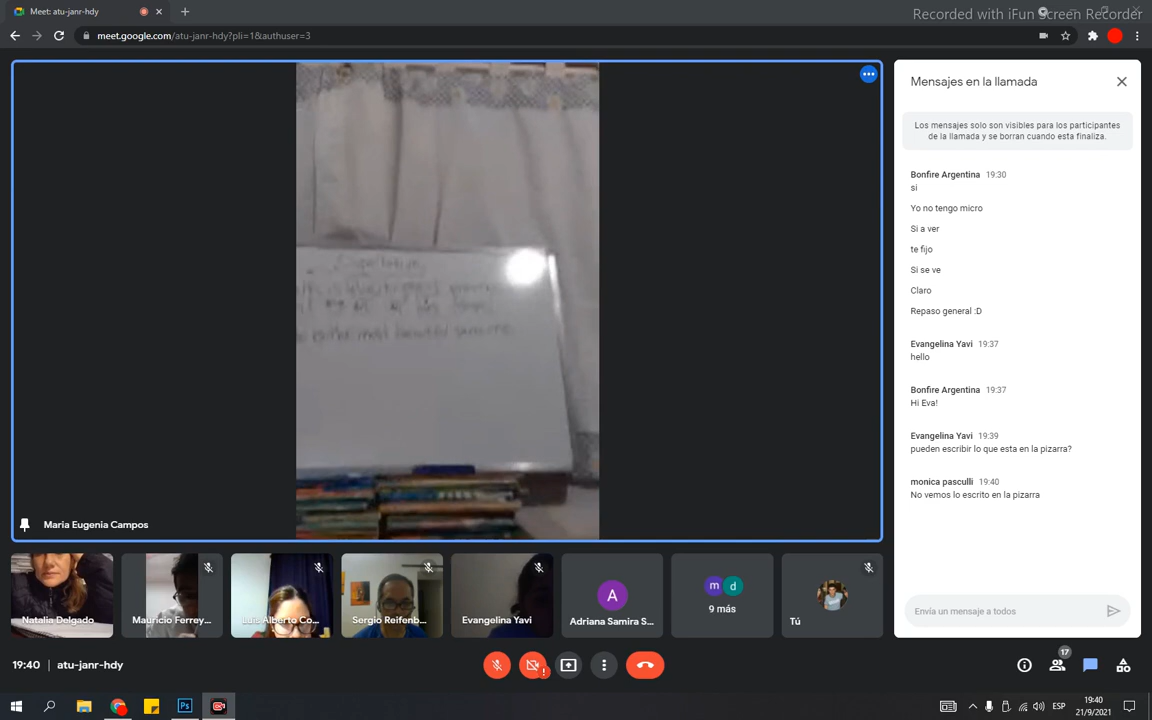 Meet: atu-janr-hdy
Recorded with iFun Screen Recorder
meet.google.com/atu-janr-hdy?pli=1&authuser=3
Mensajes en la llamada
Los mensajes solo son visibles para los participantes
de la llamada y se borran cuando esta finaliza.
Bonfire Argentina 19:30
si
Yo no tengo micro
Si a ver
te fijo
Si se ve
Claro
Repaso general :D
Evangelina Yavi 19:37
hello
Bonfire Argentina 19:37
Hi Eva!
Evangelina Yavi 19:39
pueden escribir lo que esta en la pizarra?
monica pasculli 19:40
No vemos lo escrito en la pizarra
most beautiful
Maria Eugenia Campos
Natalia Delgado
Mauricio Ferrey...
Luis Alberto Co...
Sergio Reifenb...
Evangelina Yavi
A
Adriana Samira S...
m d
9 más
Tú
Envía un mensaje a todos
19:40 | atu-janr-hdy
17
Ps
ESP
19:40
21/9/2021